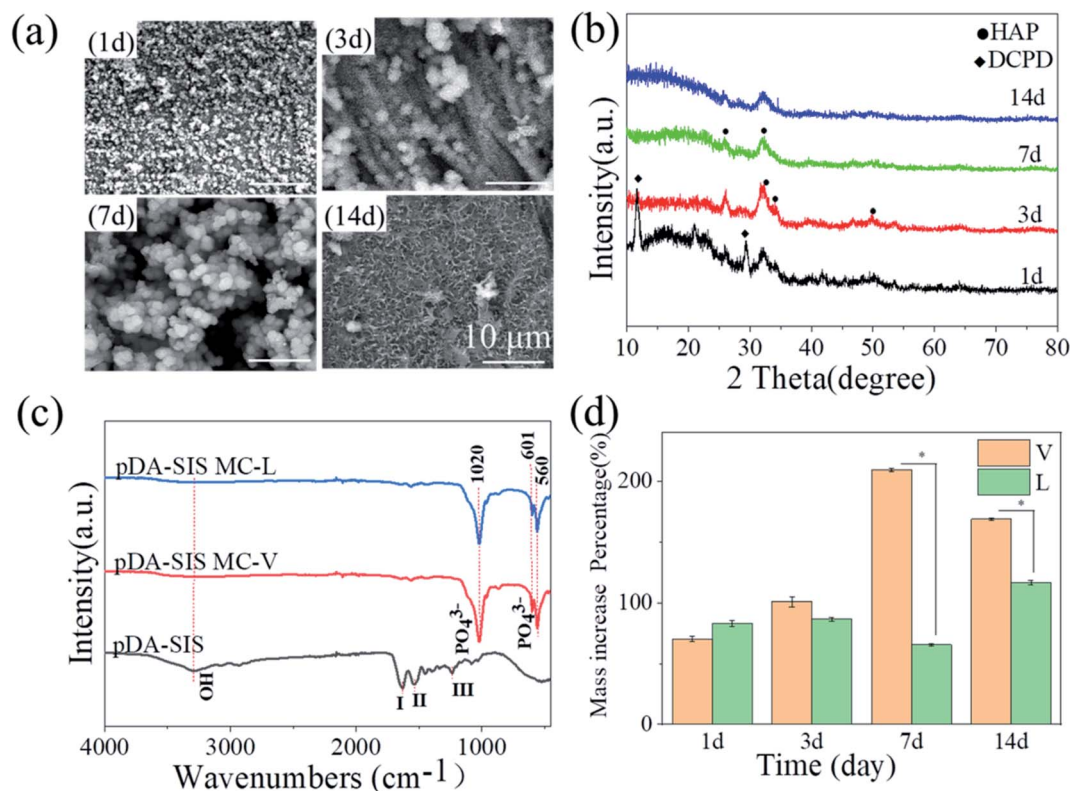 (a)
(1d)
(3d)
(7d)
(14d)
10 μm
(b)
●HAP
◆DCPD
14d
7d
3d
1d
Intensity(a.u.)
10 20 30 40 50 60 70 80
2 Theta(degree)
(c)
pDA-SIS MC-L
pDA-SIS MC-V
pDA-SIS
1020
601
560
PO₄³⁻
PO₄³⁻
OH
I
II
III
Intensity(a.u.)
4000 3000 2000 1000
Wavenumbers (cm-1)
(d)
V
L
*
*
200
100
0
Mass increase Percentage(%)
1d 3d 7d 14d
Time (day)